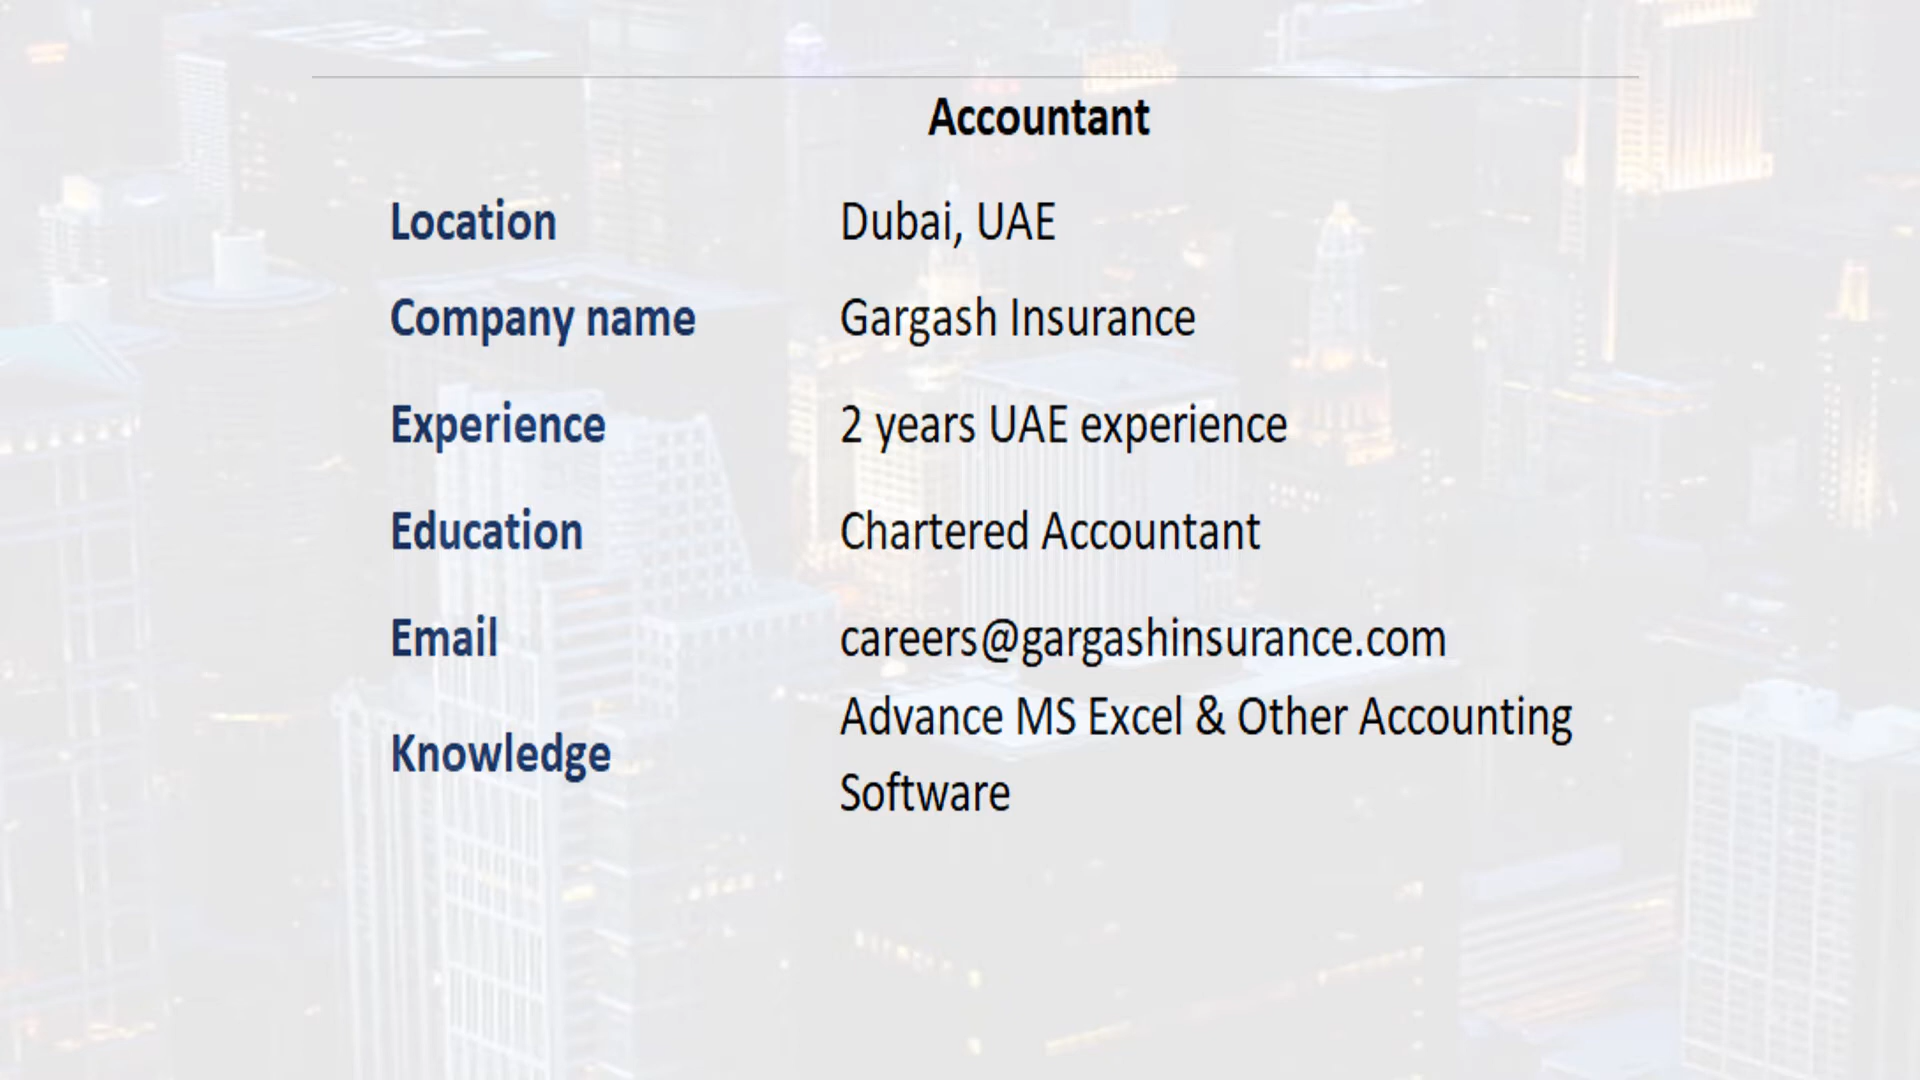 Accountant
Location Dubai, UAE
Company name Gargash Insurance
Experience 2 years UAE experience
Education Chartered Accountant
Email careers@gargashinsurance.com
Knowledge Advance MS Excel & Other Accounting
Software